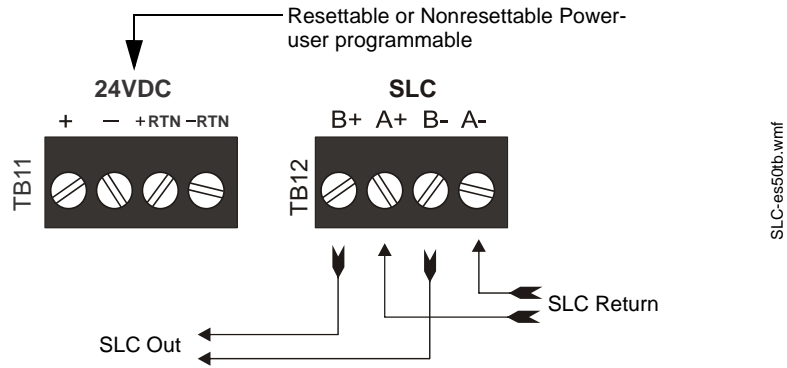 Resettable or Nonresettable Power-
user programmable
24VDC
+ — +RTN –RTN
TB11
SLC
B+ A+ B- A-
TB12
SLC Return
SLC Out
SLC-es50tb.wmf